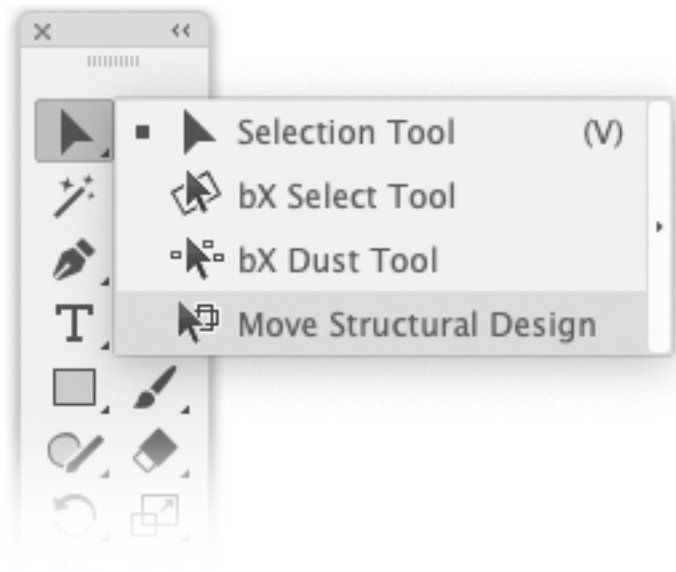 Selection Tool (V)
bX Select Tool
bX Dust Tool
Move Structural Design